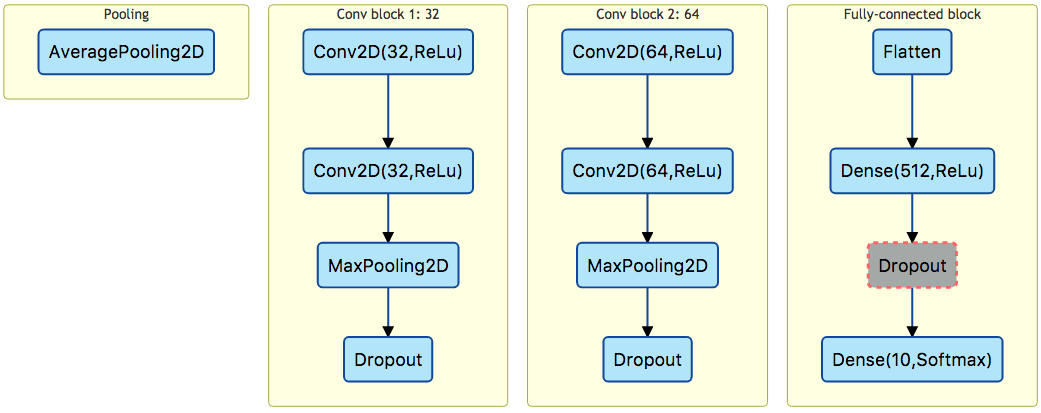 Pooling
AveragePooling2D
Conv block 1: 32
Conv2D(32,ReLu)
Conv2D(32,ReLu)
MaxPooling2D
Dropout
Conv block 2: 64
Conv2D(64,ReLu)
Conv2D(64,ReLu)
MaxPooling2D
Dropout
Fully-connected block
Flatten
Dense(512,ReLu)
Dropout
Dense(10,Softmax)